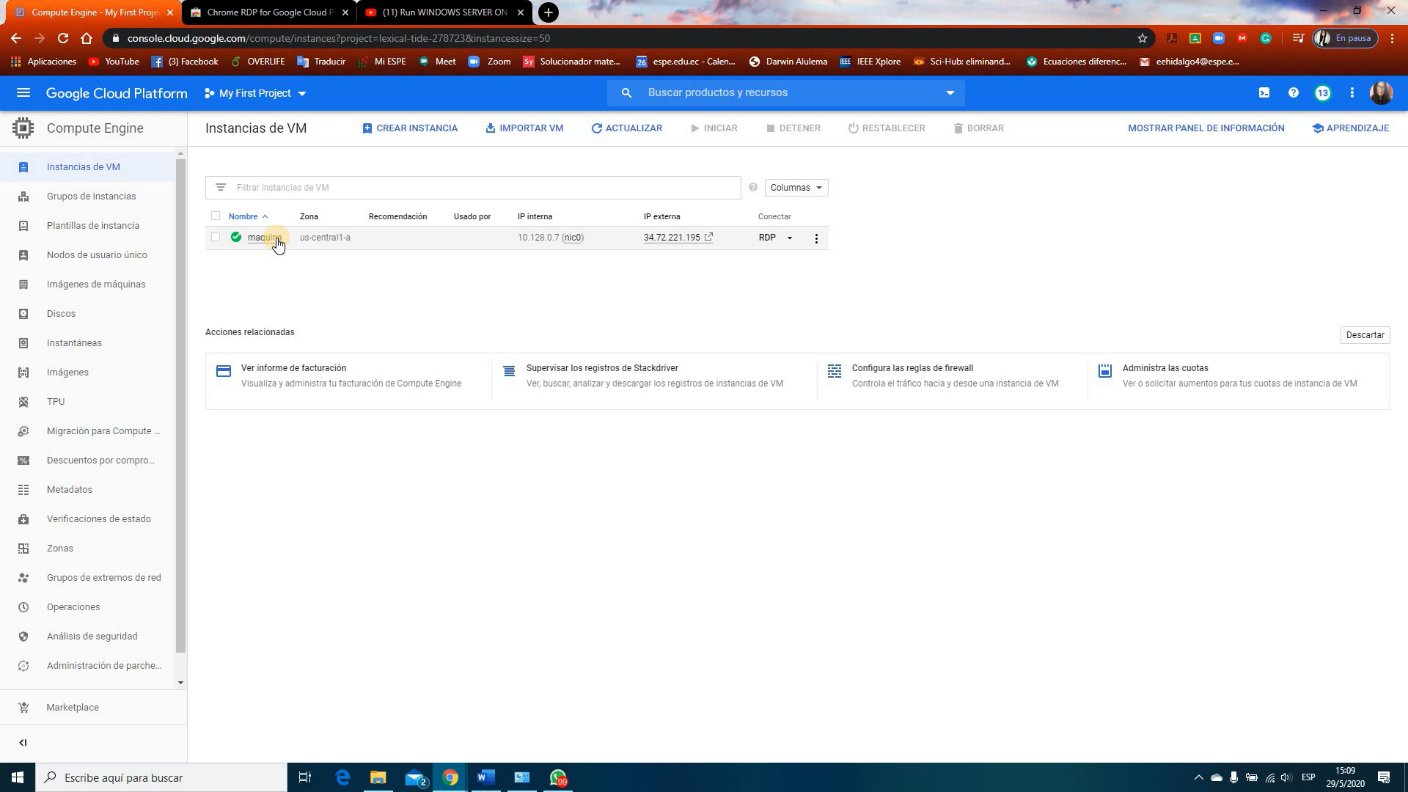 Compute Engine - My First Proje
Chrome RDP for Google Cloud P
(11) Run WINDOWS SERVER ON
console.cloud.google.com/compute/instances?project=lexical-tide-278723&instancessize=50
En pausa
Aplicaciones
YouTube
(3) Facebook
OVERLIFE
Traducir
Mi ESPE
Meet
Zoom
Solucionador mate...
espe.edu.ec - Calen...
Darwin Alulema
IEEE Xplore
Sci-Hub: eliminand...
Ecuaciones diferenc...
eehidalgo4@espe.e...
Google Cloud Platform
My First Project
Buscar productos y recursos
13
Compute Engine
Instancias de VM
CREAR INSTANCIA
IMPORTAR VM
ACTUALIZAR
INICIAR
DETENER
RESTABLECER
BORRAR
MOSTRAR PANEL DE INFORMACIÓN
APRENDIZAJE
Instancias de VM
Grupos de instancias
Plantillas de instancia
Nodos de usuario único
Imágenes de máquinas
Discos
Instantáneas
Imágenes
TPU
Migración para Compute ...
Descuentos por compro...
Metadatos
Verificaciones de estado
Zonas
Grupos de extremos de red
Operaciones
Análisis de seguridad
Administración de parche...
Marketplace
Filtrar instancias de VM
Columnas
Nombre
Zona
Recomendación
Usado por
IP interna
IP externa
Conectar
maquina
us-central1-a
10.128.0.7 (nic0)
34.72.221.195
RDP
Acciones relacionadas
Descartar
Ver informe de facturación
Visualiza y administra tu facturación de Compute Engine
Supervisar los registros de Stackdriver
Ver, buscar, analizar y descargar los registros de instancias de VM
Configura las reglas de firewall
Controla el tráfico hacia y desde una instancia de VM
Administra las cuotas
Ver o solicitar aumentos para tus cuotas de instancia de VM
Escribe aquí para buscar
2
99
ESP
15:09
29/5/2020